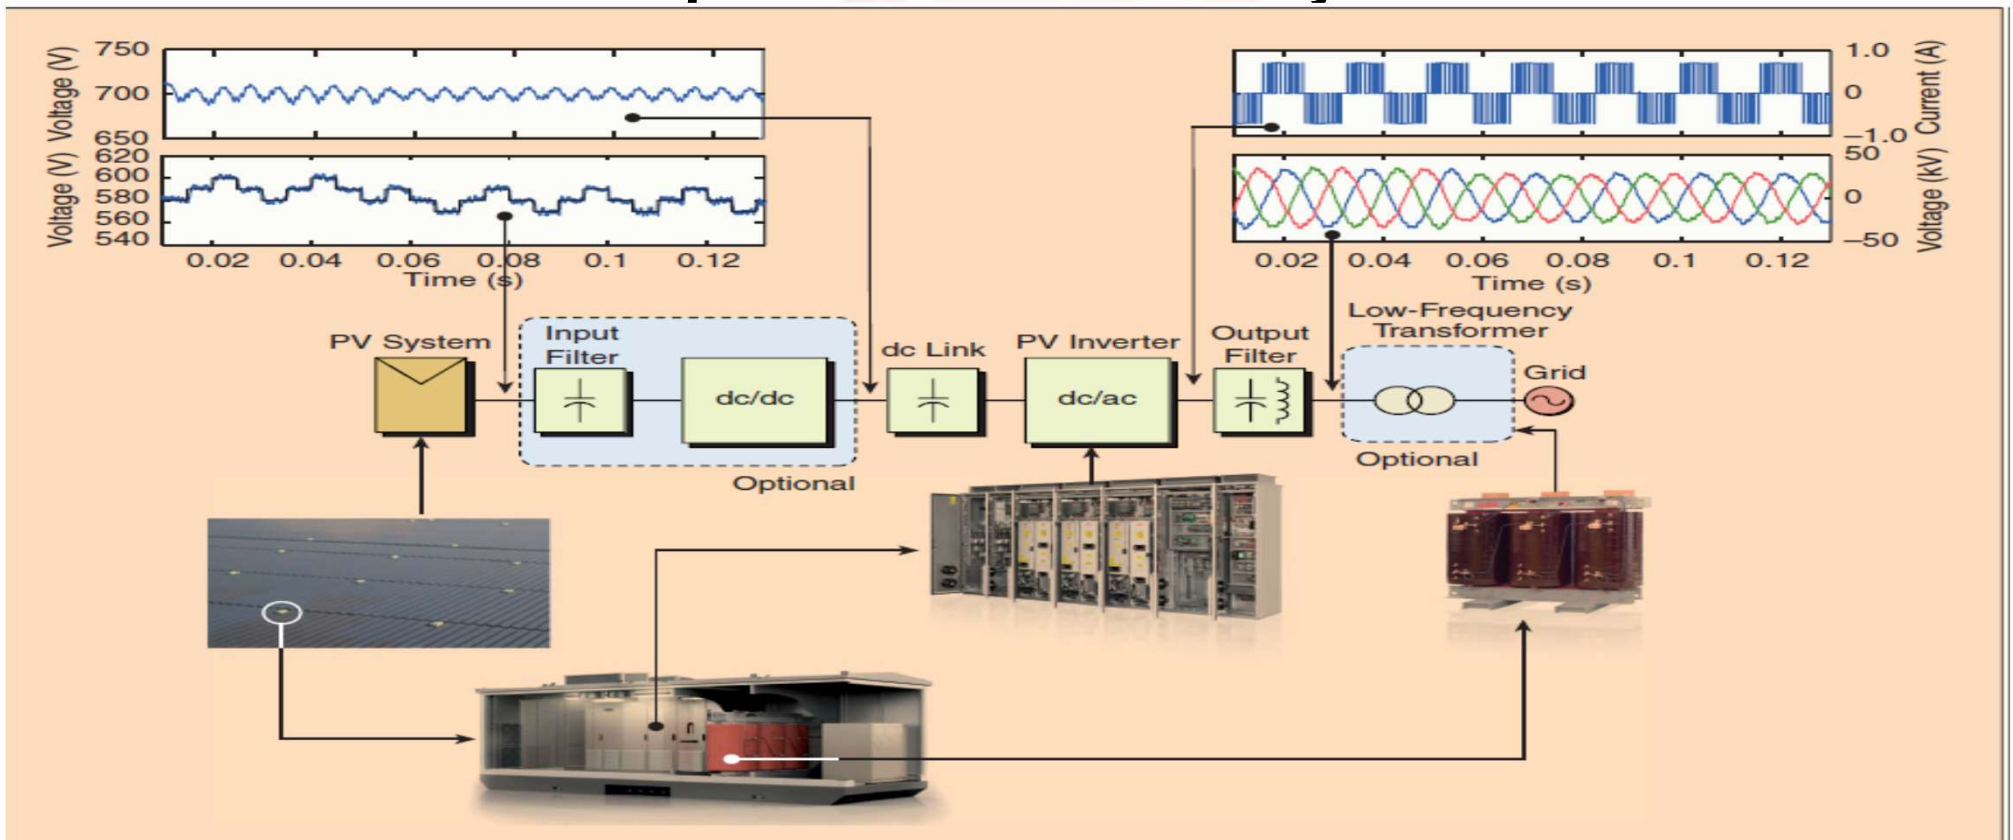 750
700
650
Voltage (V)
620
600
580
560
540
Voltage (V)
0.02 0.04 0.06 0.08 0.1 0.12
Time (s)
1.0
0
–1.0
Current (A)
50
0
–50
Voltage (kV)
0.02 0.04 0.06 0.08 0.1 0.12
Time (s)
PV System
Input
Filter
dc/dc
Optional
dc Link
PV Inverter
dc/ac
Output
Filter
Low-Frequency
Transformer
Optional
Grid